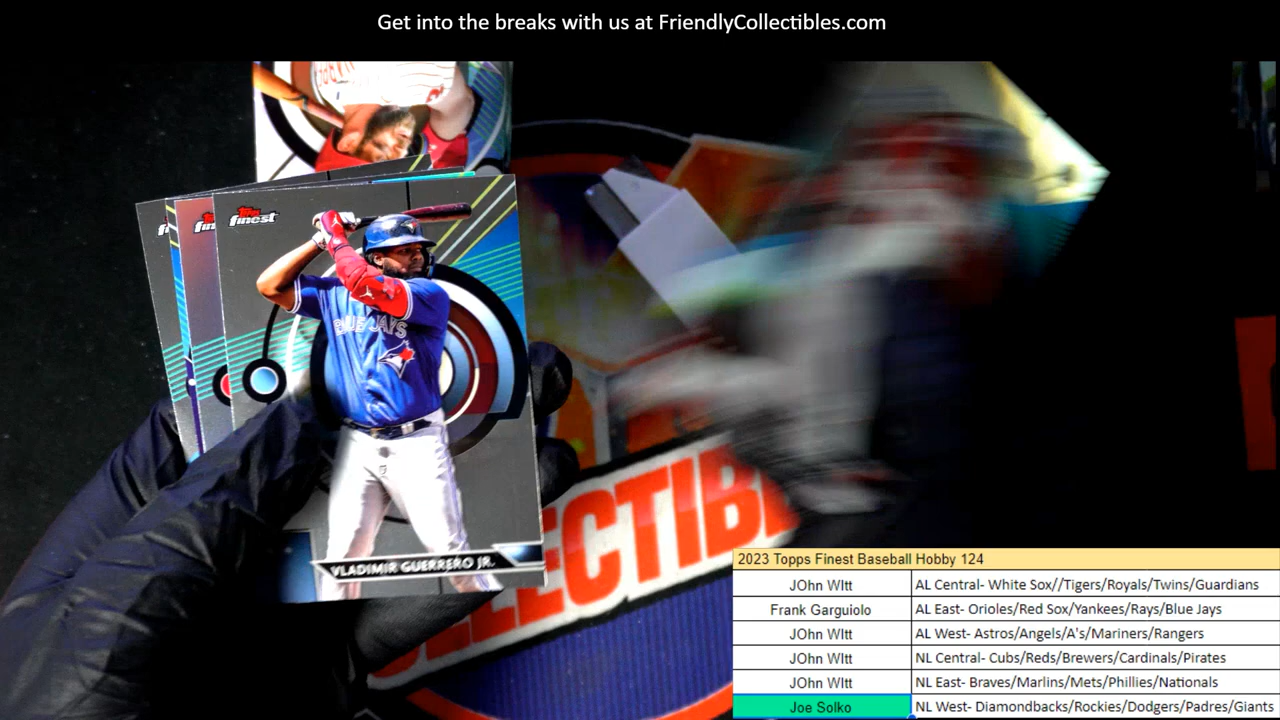 Get into the breaks with us at FriendlyCollectibles.com
Topps
finest
BLUE JAYS
VLADIMIR GUERRERO JR.
2023 Topps Finest Baseball Hobby 124
JOhn WItt AL Central- White Sox//Tigers/Royals/Twins/Guardians
Frank Garguiolo AL East- Orioles/Red Sox/Yankees/Rays/Blue Jays
JOhn WItt AL West- Astros/Angels/A's/Mariners/Rangers
JOhn WItt NL Central- Cubs/Reds/Brewers/Cardinals/Pirates
JOhn WItt NL East- Braves/Marlins/Mets/Phillies/Nationals
Joe Solko NL West- Diamondbacks/Rockies/Dodgers/Padres/Giants